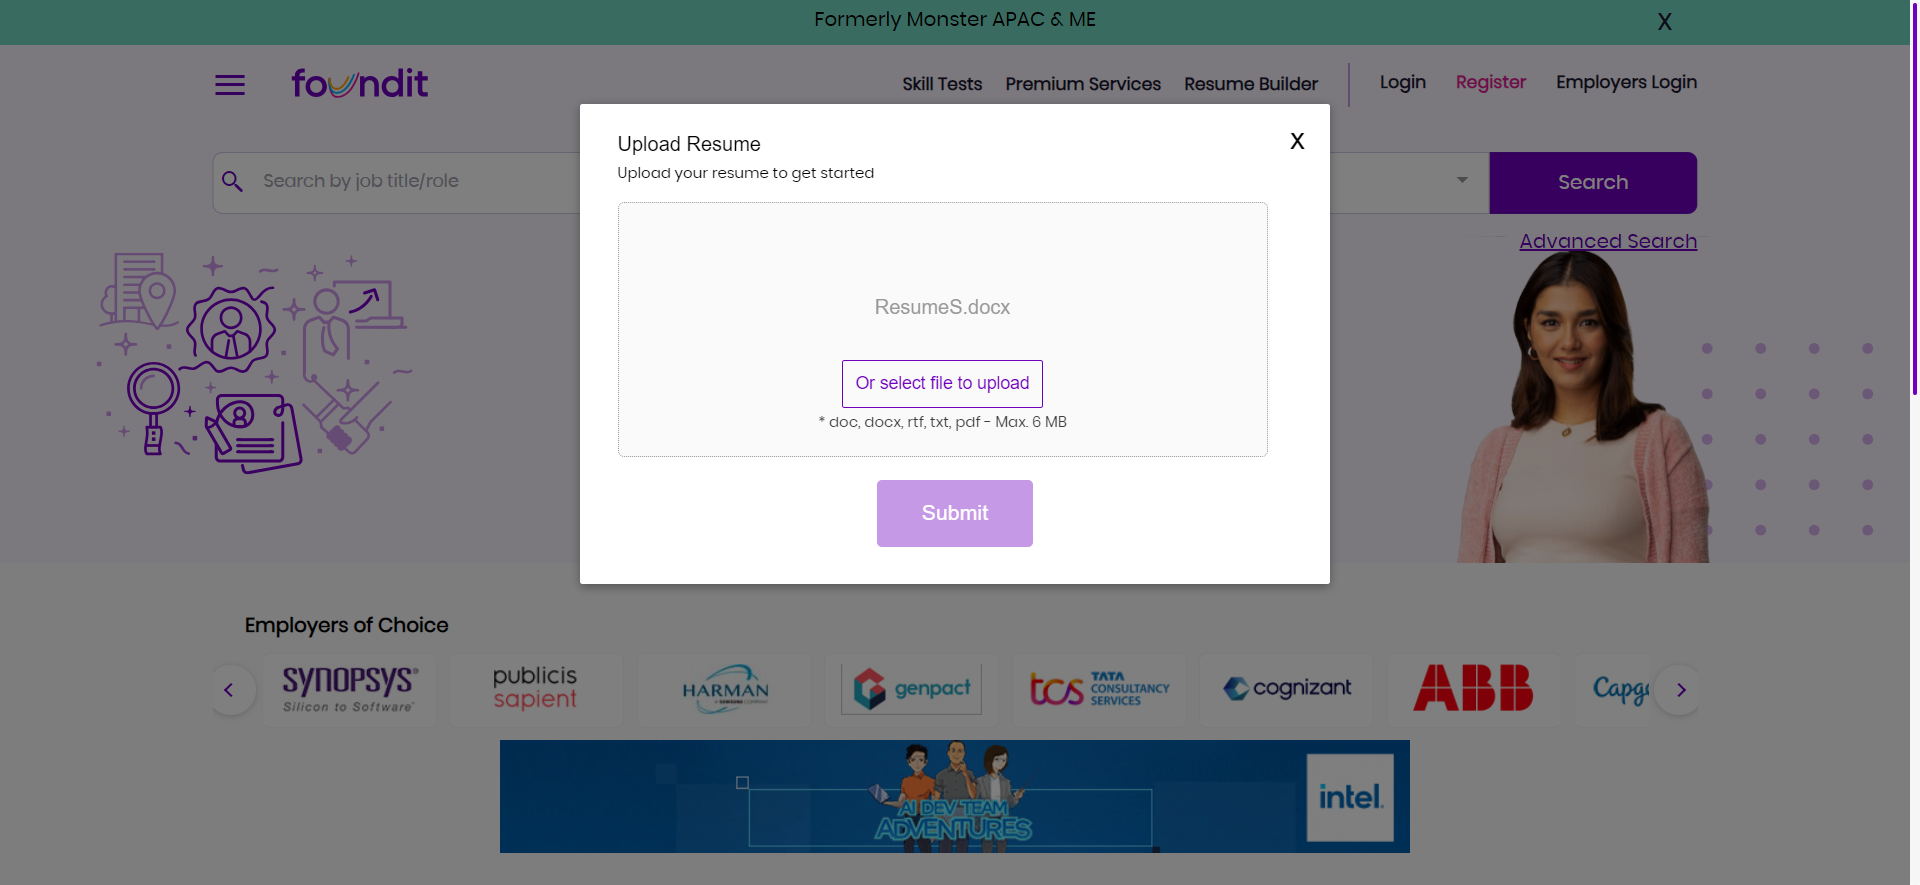 Formerly Monster APAC & ME
X
foundit
Skill Tests
Premium Services
Resume Builder
Login
Register
Employers Login
Upload Resume
X
Upload your resume to get started
Search by job title/role
Search
Advanced Search
ResumeS.docx
Or select file to upload
* doc, docx, rtf, txt, pdf - Max. 6 MB
Submit
Employers of Choice
SYNOPSYS®
Silicon to Software™
publicis
sapient
HARMAN
A SAMSUNG COMPANY
genpact
tcs
TATA
CONSULTANCY
SERVICES
cognizant
ABB
Capg
AI DEV TEAM
ADVENTURES
intel.